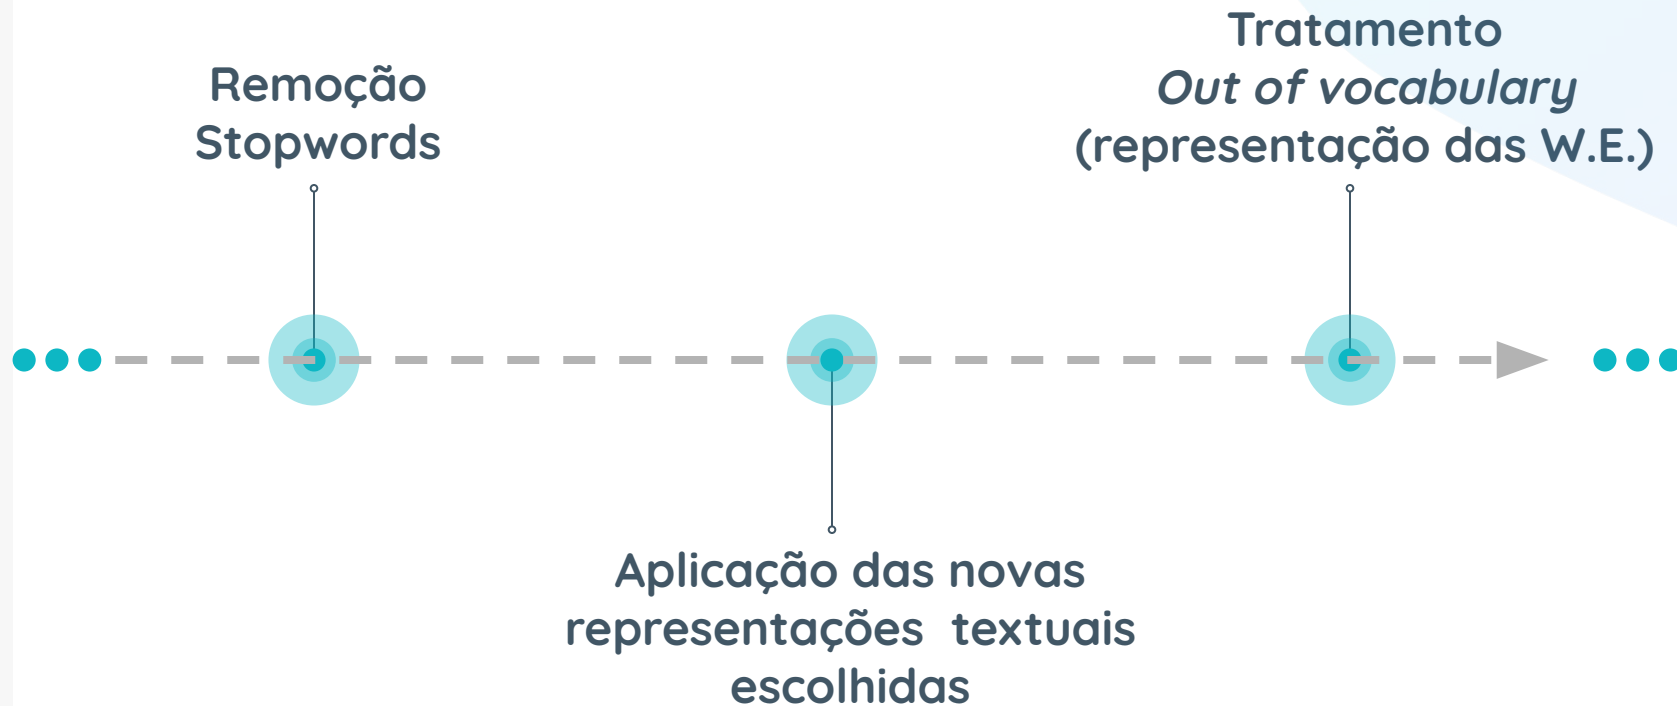 Remoção
Stopwords
Aplicação das novas
representações textuais
escolhidas
Tratamento
Out of vocabulary
(representação das W.E.)